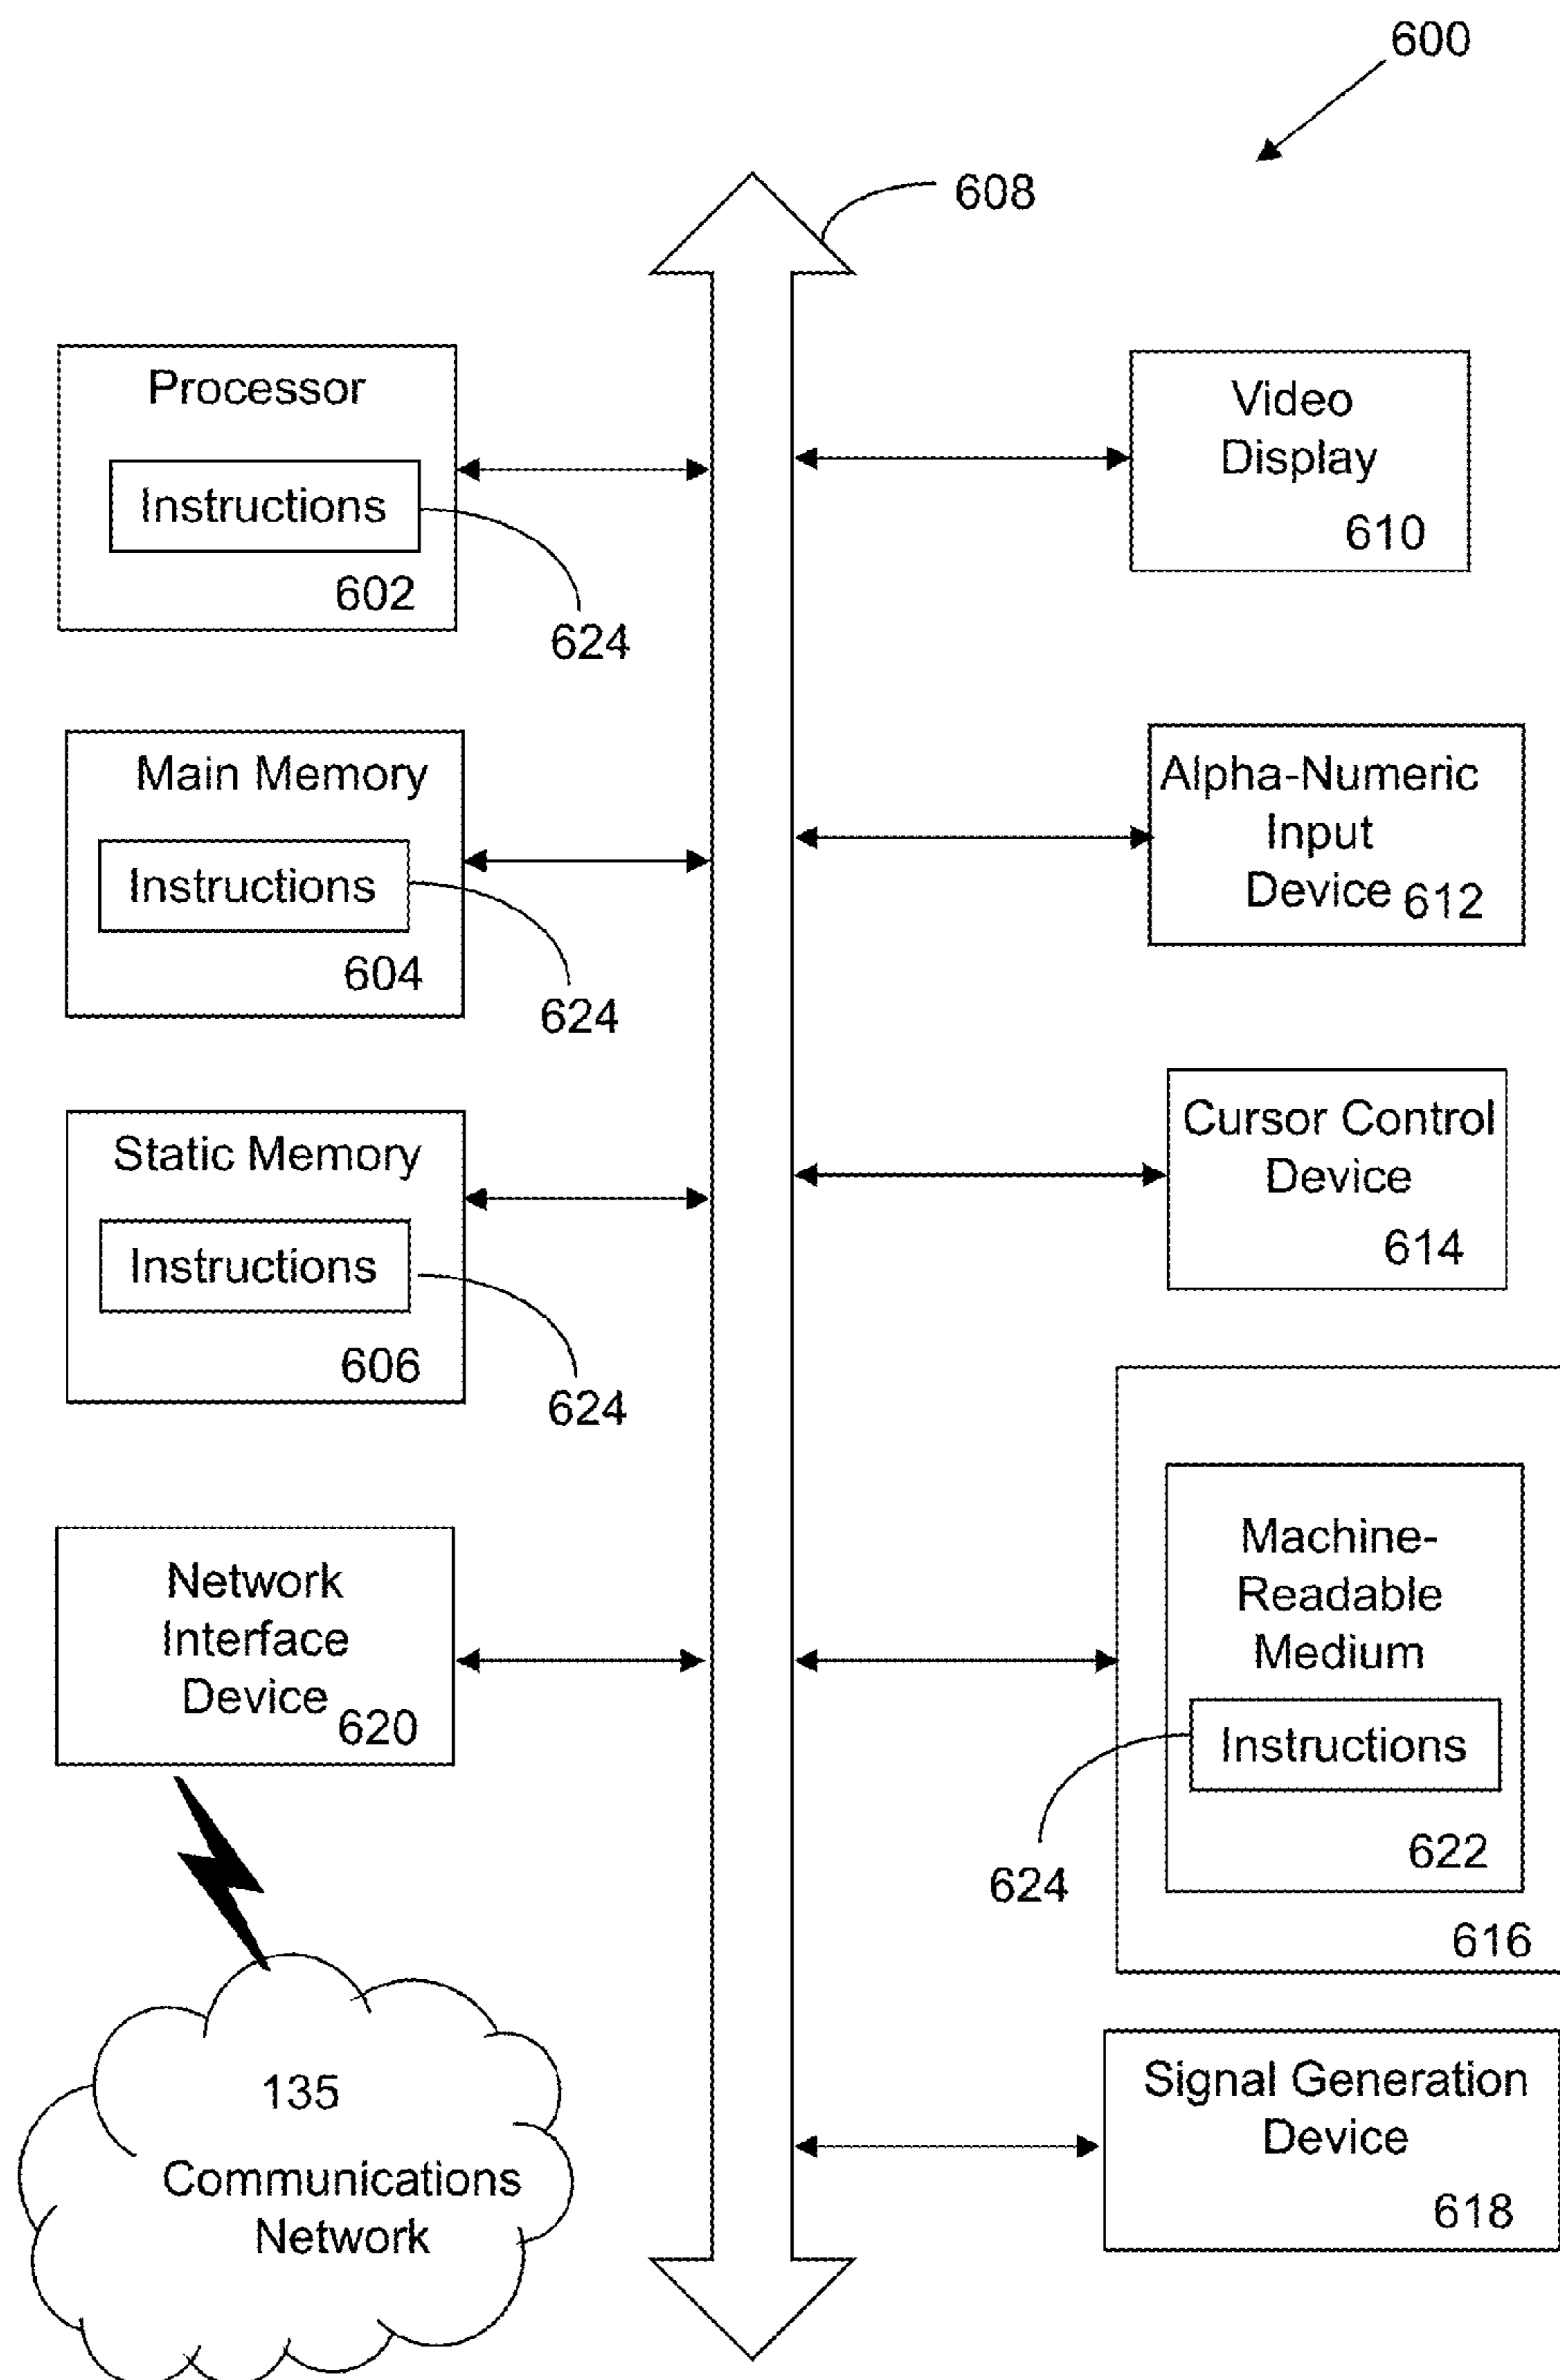 600
608
Processor
Instructions
602
624
Main Memory
Instructions
604
624
Static Memory
Instructions
606
624
Network
Interface
Device
620
135
Communications
Network
Video
Display
610
Alpha-Numeric
Input
Device
612
Cursor Control
Device
614
Machine-
Readable
Medium
Instructions
622
624
616
Signal Generation
Device
618